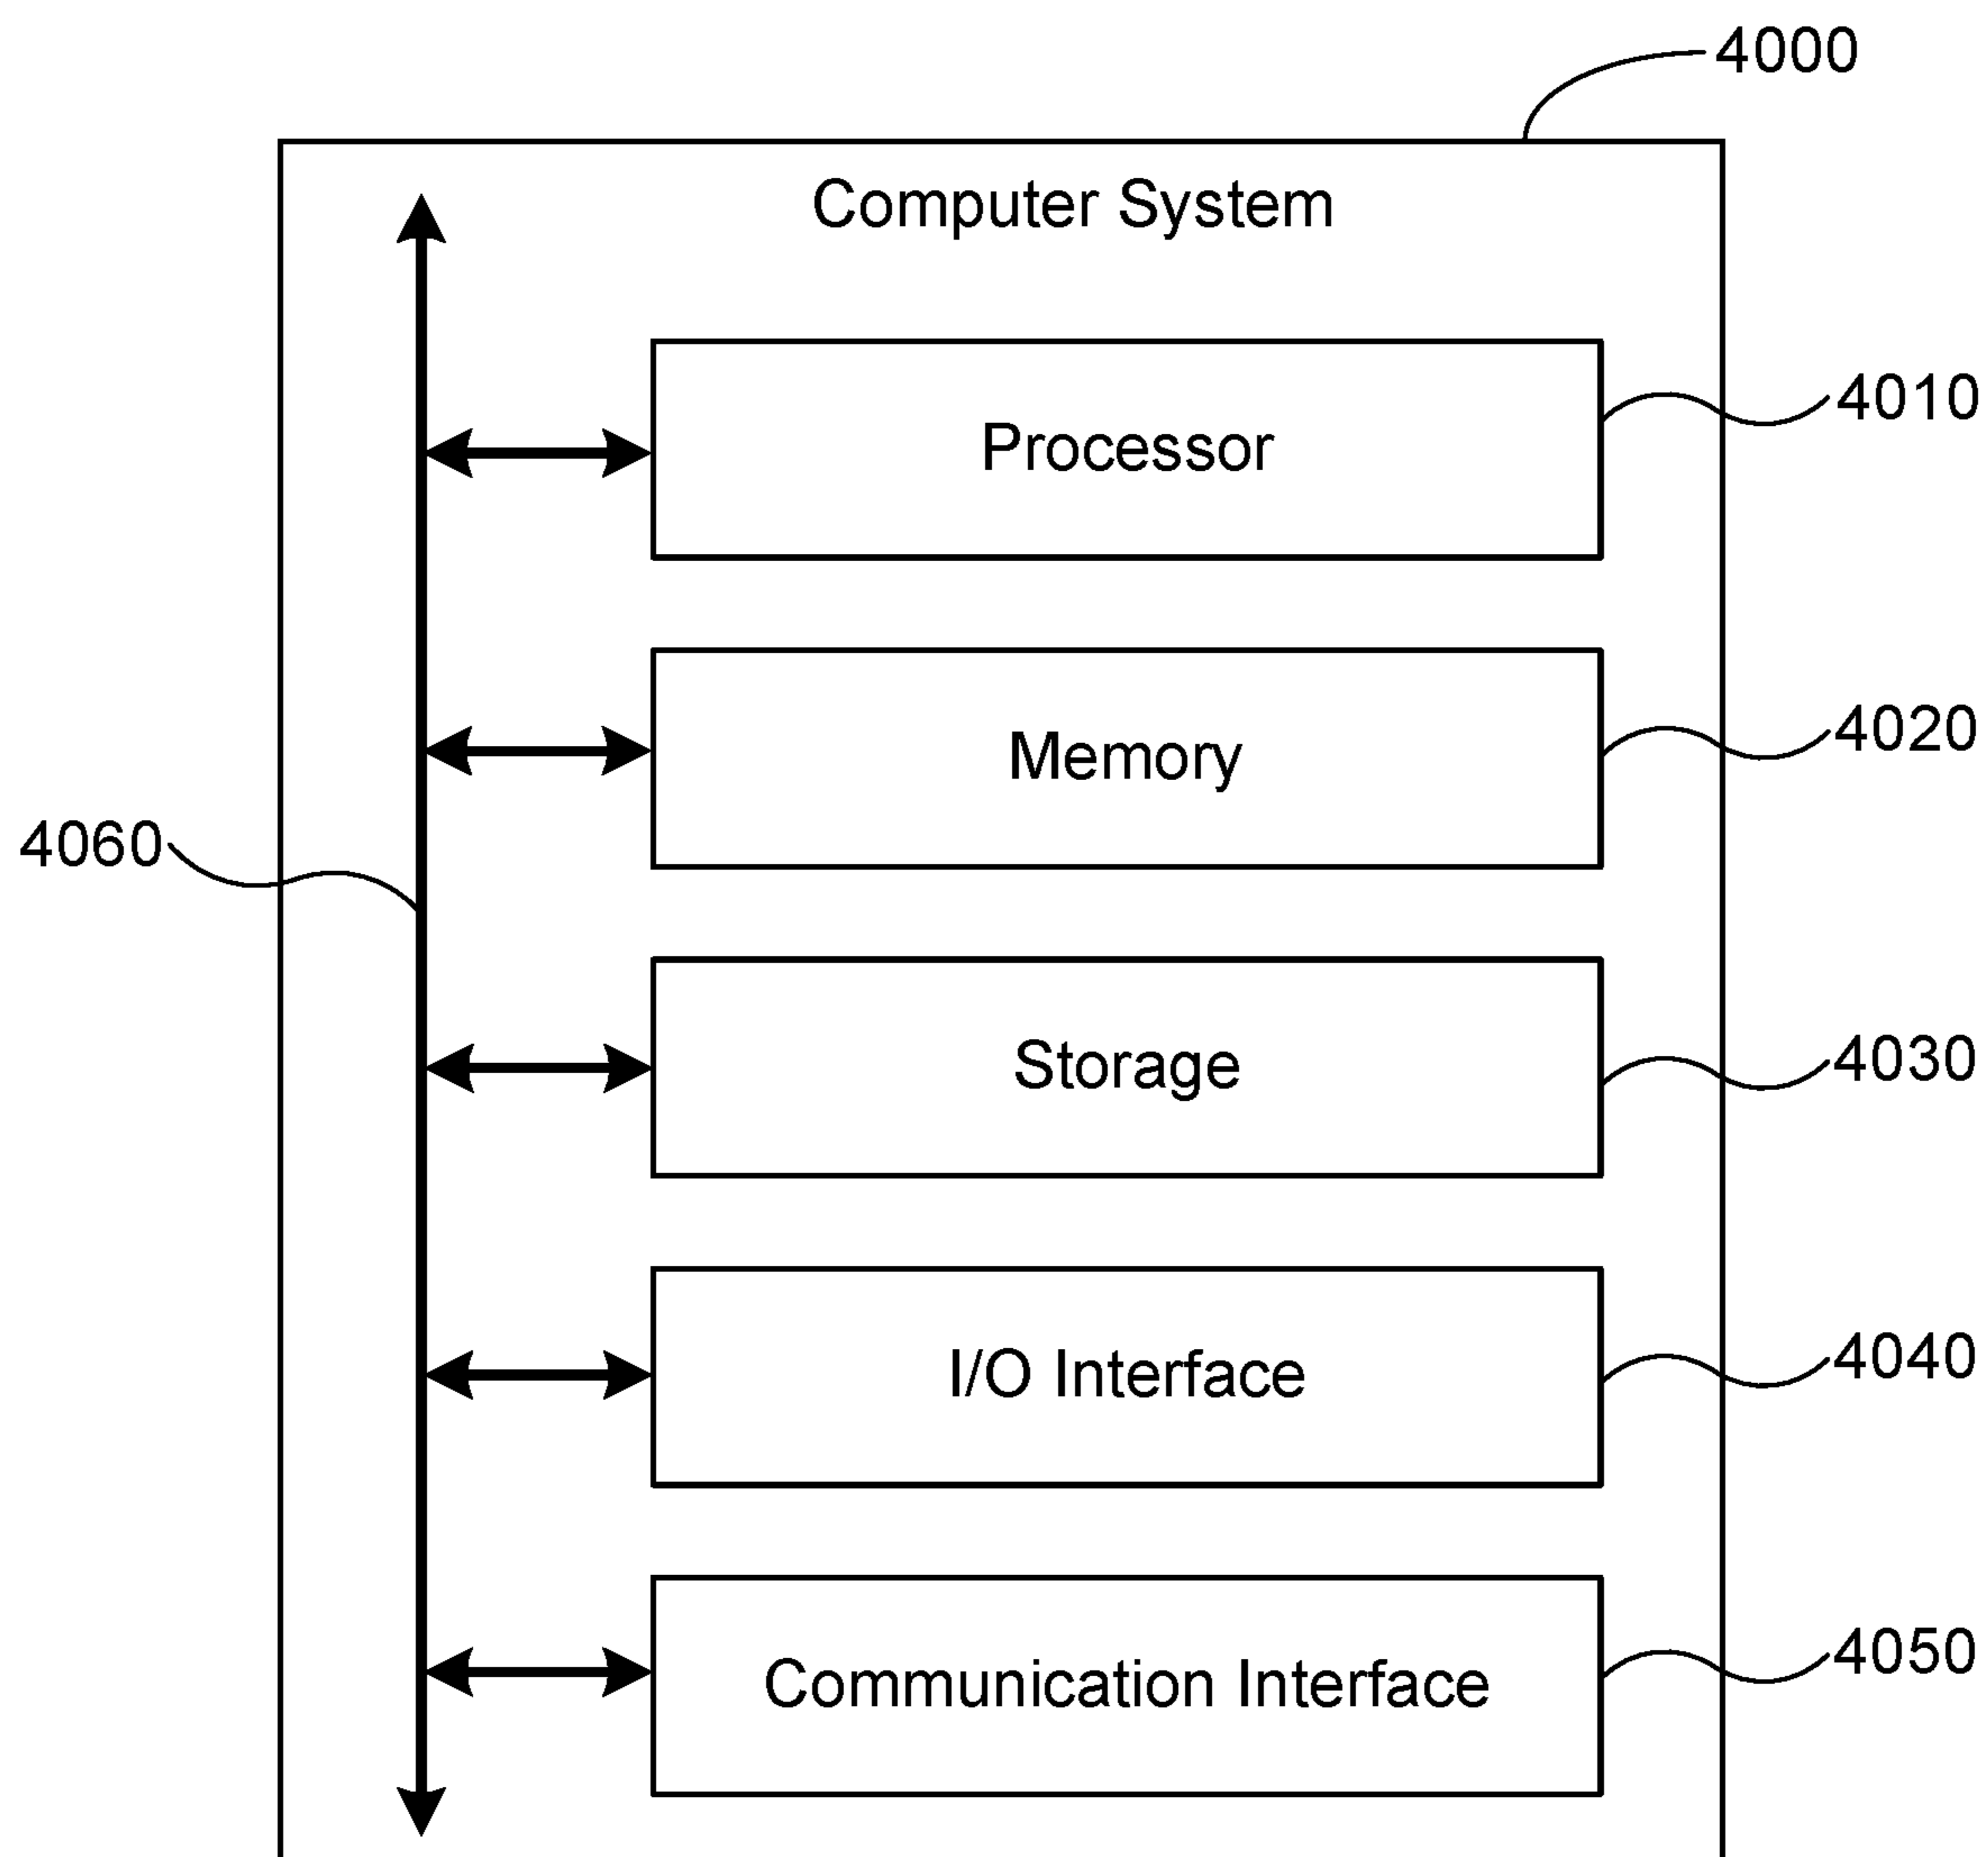 4000
Computer System
Processor
4010
Memory
4020
4060
Storage
4030
I/O Interface
4040
Communication Interface
4050